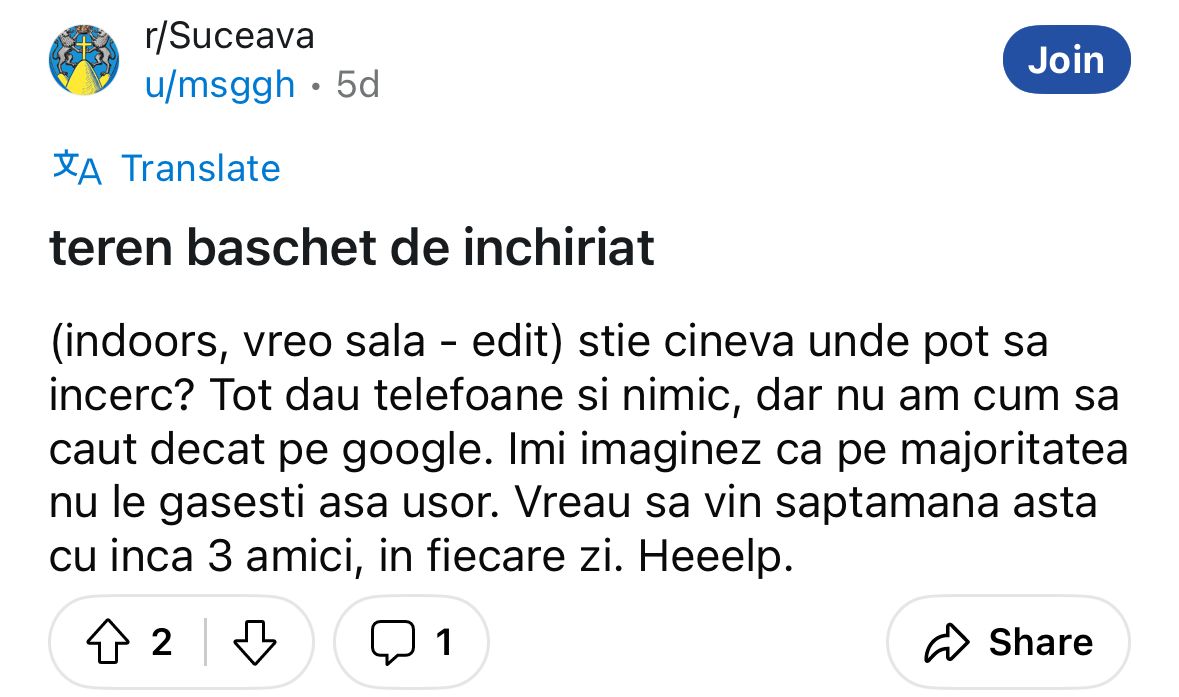 r/Suceava
u/msggh • 5d
Join
Translate
teren baschet de inchiriat
(indoors, vreo sala - edit) stie cineva unde pot sa
incerc? Tot dau telefoane si nimic, dar nu am cum sa
caut decat pe google. Imi imaginez ca pe majoritatea
nu le gasesti asa usor. Vreau sa vin saptamana asta
cu inca 3 amici, in fiecare zi. Heeelp.
2
1
Share